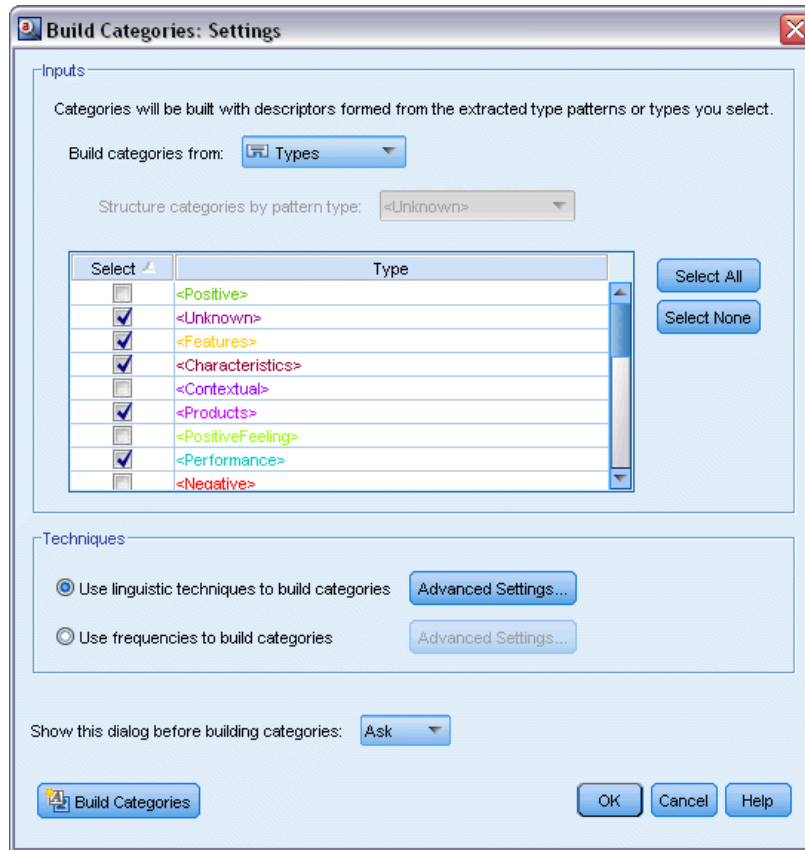 Build Categories: Settings
Inputs
Categories will be built with descriptors formed from the extracted type patterns or types you select.
Build categories from: Types
Structure categories by pattern type: <Unknown>
Select Type
<Positive>
<Unknown>
<Features>
<Characteristics>
<Contextual>
<Products>
<PositiveFeeling>
<Performance>
<Negative>
Select All
Select None
Techniques
Use linguistic techniques to build categories Advanced Settings...
Use frequencies to build categories Advanced Settings...
Show this dialog before building categories: Ask
Build Categories OK Cancel Help